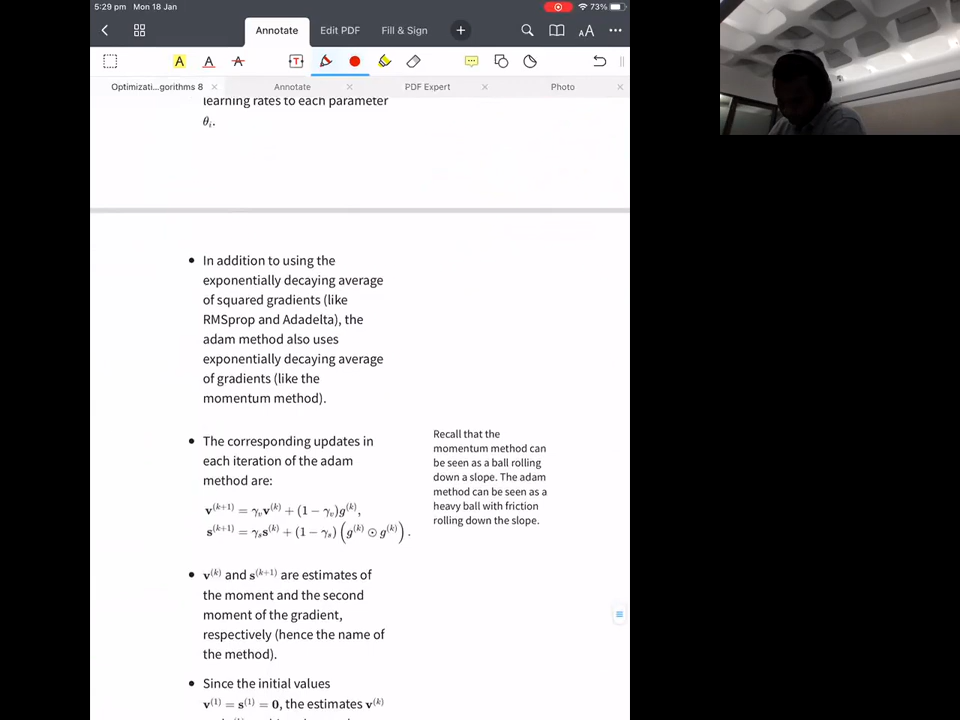 5:29 pm Mon 18 Jan
73%
Annotate
Edit PDF
Fill & Sign
AA
A A A T
Optimizati...gorithms 8
Annotate
PDF Expert
Photo
learning rates to each parameter
θᵢ.
• In addition to using the
exponentially decaying average
of squared gradients (like
RMSprop and Adadelta), the
adam method also uses
exponentially decaying average
of gradients (like the
momentum method).
• The corresponding updates in
each iteration of the adam
method are:
v^(k+1) = γ_v v^(k) + (1 − γ_v)g^(k),
s^(k+1) = γ_s s^(k) + (1 − γ_s) (g^(k) ⊙ g^(k)).
Recall that the
momentum method can
be seen as a ball rolling
down a slope. The adam
method can be seen as a
heavy ball with friction
rolling down the slope.
• v^(k) and s^(k+1) are estimates of
the moment and the second
moment of the gradient,
respectively (hence the name of
the method).
• Since the initial values
v^(1) = s^(1) = 0, the estimates v^(k)